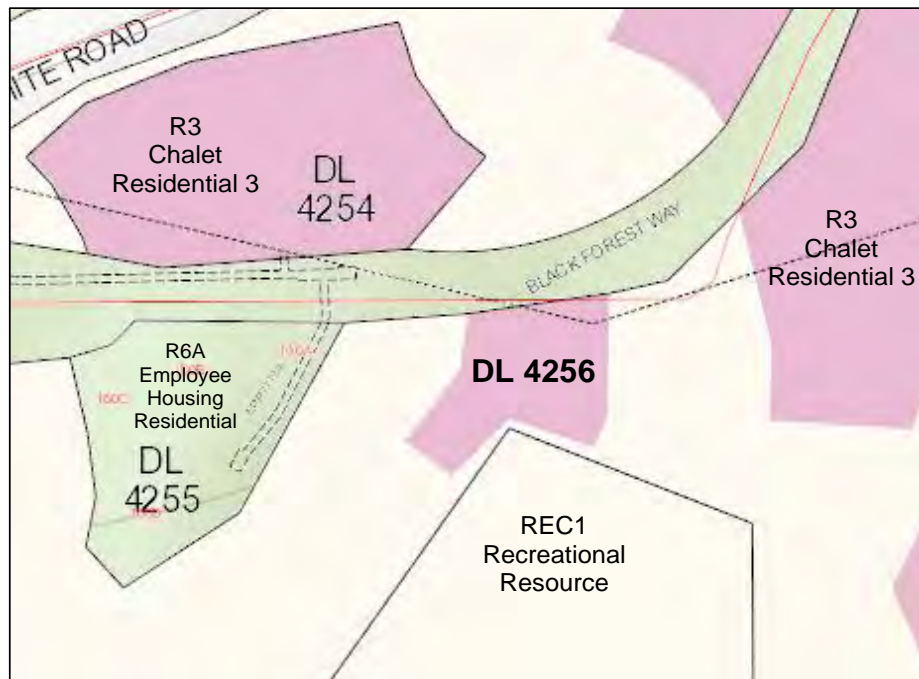 ITE ROAD
R3
Chalet
Residential 3
DL
4254
BLACK FOREST WAY
R3
Chalet
Residential 3
R6A
Employee
Housing
Residential
160C
DL
4255
DL 4256
REC1
Recreational
Resource